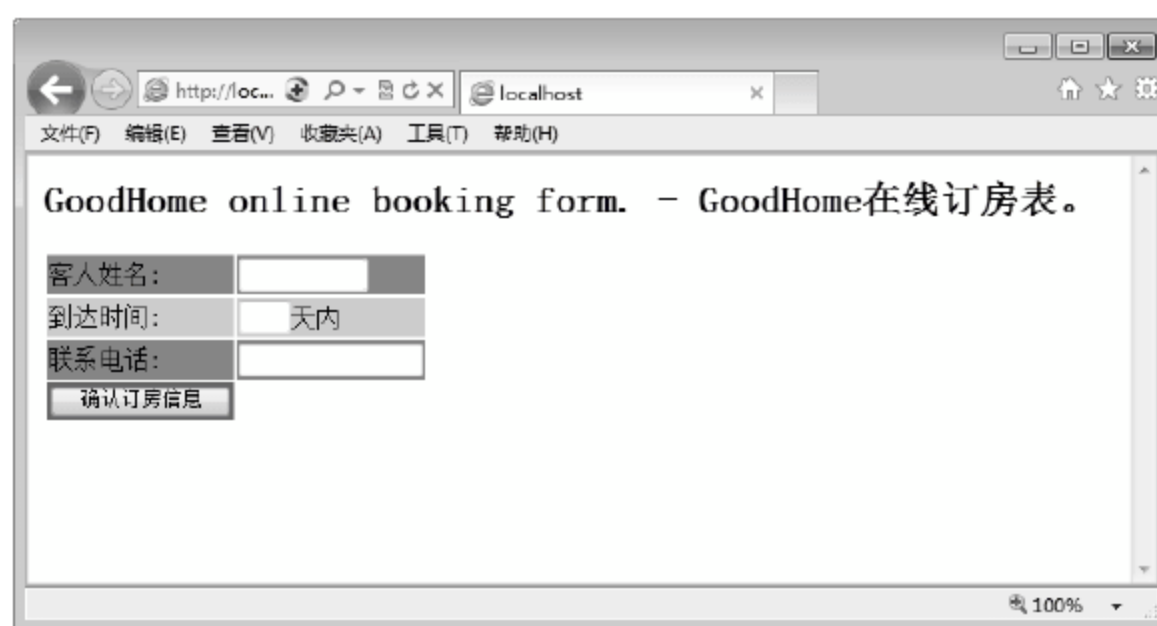 http://loc...
localhost
文件(F) 编辑(E) 查看(V) 收藏夹(A) 工具(T) 帮助(H)
GoodHome online booking form. - GoodHome在线订房表。
客人姓名:
到达时间: 天内
联系电话:
确认订房信息
100%